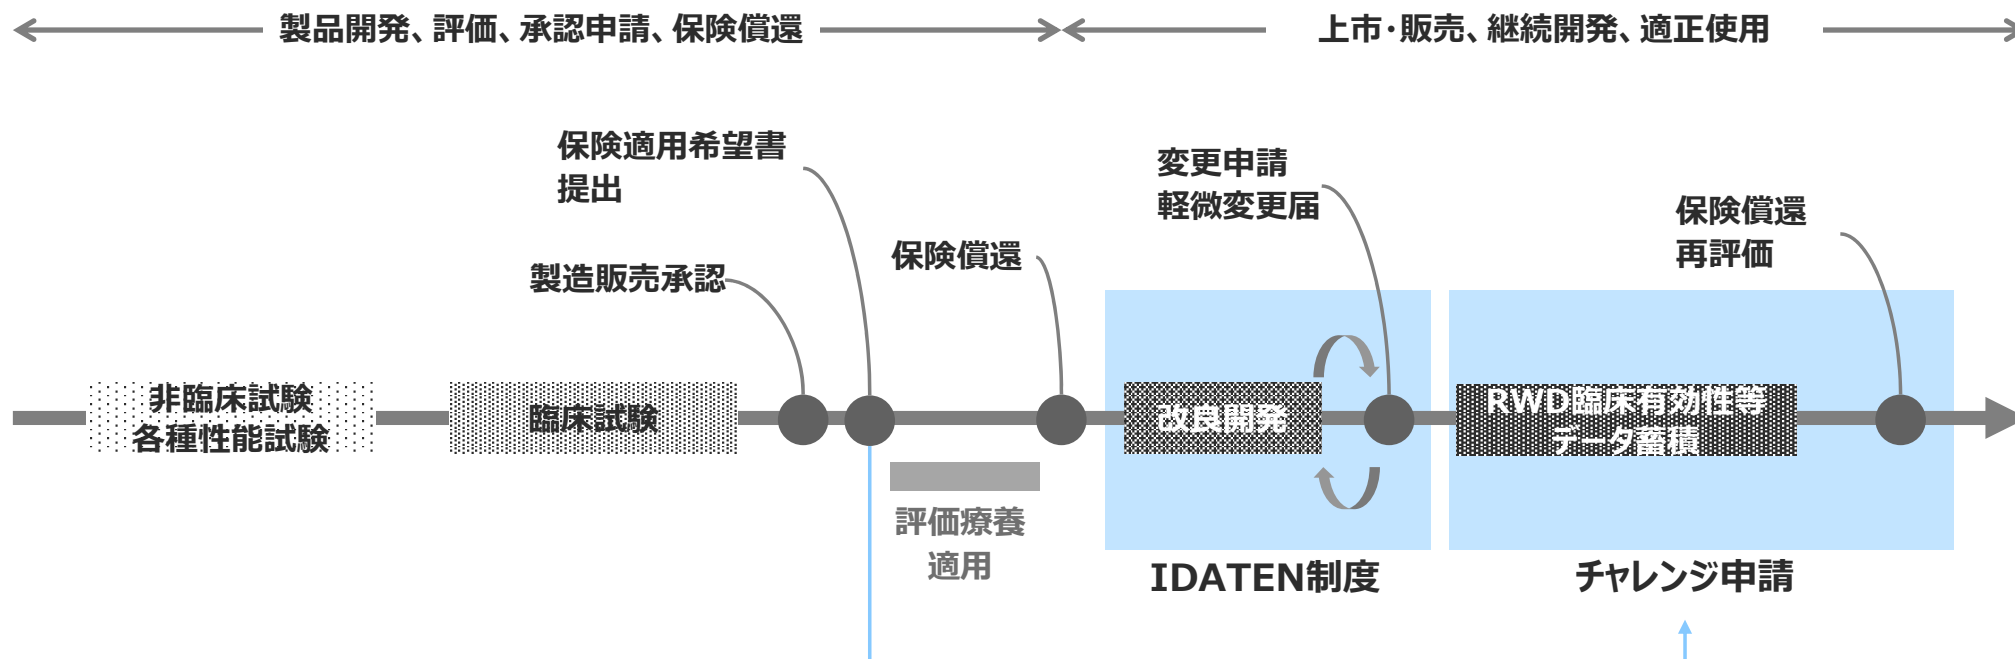 製品開発、評価、承認申請、保険償還
上市・販売、継続開発、適正使用
保険適用希望書
提出
製造販売承認
保険償還
変更申請
軽微変更届
保険償還
再評価
非臨床試験
各種性能試験
臨床試験
改良開発
RWD臨床有効性等
データ蓄積
評価療養
適用
IDATEN制度
チャレンジ申請